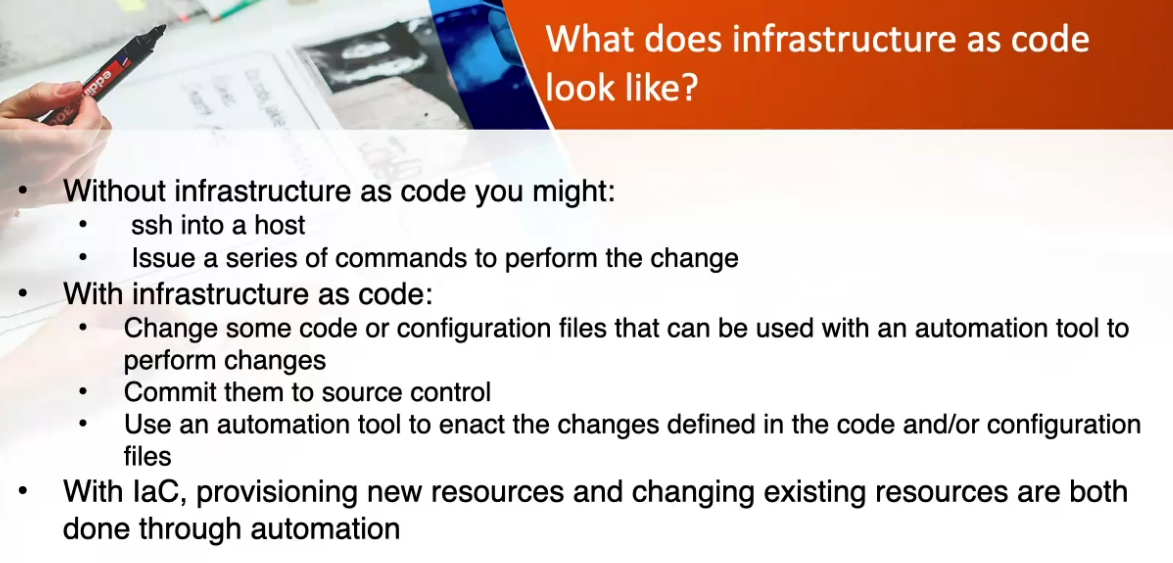 What does infrastructure as code
look like?
edding
• Without infrastructure as code you might:
• ssh into a host
• Issue a series of commands to perform the change
• With infrastructure as code:
• Change some code or configuration files that can be used with an automation tool to
perform changes
• Commit them to source control
• Use an automation tool to enact the changes defined in the code and/or configuration
files
• With IaC, provisioning new resources and changing existing resources are both
done through automation